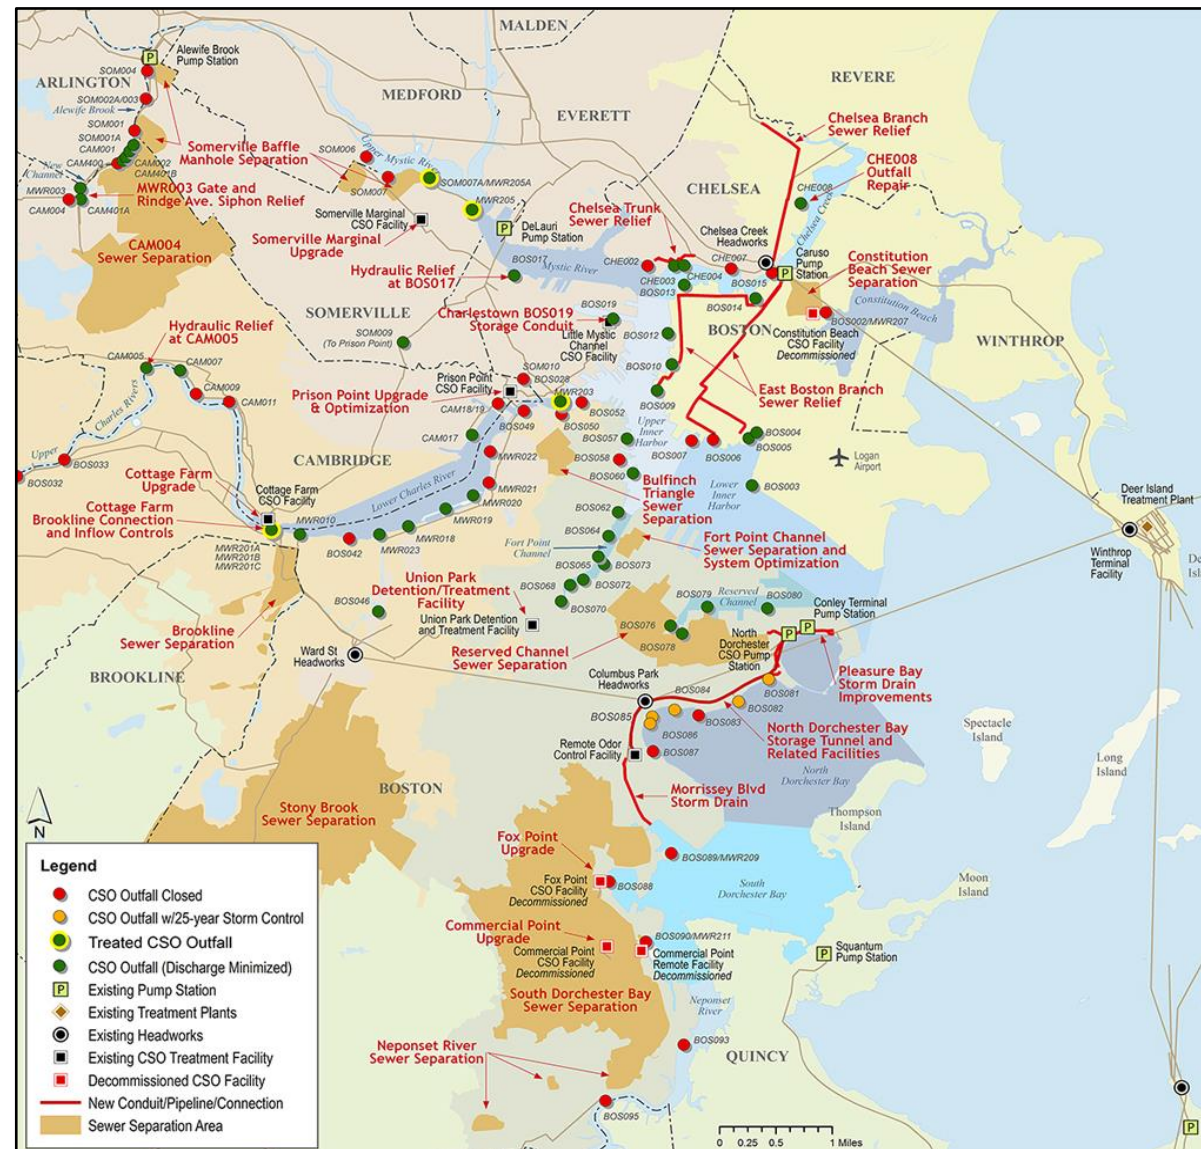 MALDEN
Alewife Brook
Pump Station
ARLINGTON
SOM004
REVERE
MEDFORD
SOM002A/003
Alewife Brook
EVERETT
Chelsea Branch
Sewer Relief
SOM001
SOM001A
CAM001
CAM400
CAM002
CAM401B
Somerville Baffle
Manhole Separation
SOM006
Upper Mystic River
CHE008
Outfall
Repair
New Channel
MWR003
MWR003 Gate and
Rindge Ave. Siphon Relief
SOM007
SOM007A/MWR205A
CHELSEA
CHE008
Chelsea Creek
CAM004
CAM401A
Somerville Marginal
CSO Facility
MWR205
Chelsea Trunk
Sewer Relief
Chelsea Creek
Headworks
DeLauri
Pump Station
CAM004
Sewer Separation
Somerville Marginal
Upgrade
Caruso
Pump
Station
Constitution
Beach Sewer
Separation
BOS017
Mystic River
CHE002
CHE003
CHE004
CHE007
BOS015
BOS013
Hydraulic Relief
at BOS017
BOS014
Constitution Beach
SOMERVILLE
Charlestown BOS019
Storage Conduit
BOS019
Little Mystic
Channel
CSO Facility
BOS012
BOSTON
BOS002/MWR207
Constitution Beach
CSO Facility
Decommissioned
WINTHROP
Hydraulic Relief
at CAM005
SOM009
(To Prison Point)
CAM005
CAM007
Prison Point
CSO Facility
SOM010
BOS028
MWR203
BOS010
BOS009
East Boston Branch
Sewer Relief
CAM009
CAM011
Prison Point Upgrade
& Optimization
CAM18/19
BOS049
BOS050
BOS052
Charles River
Upper
CAM017
BOS057
Upper
Inner
Harbor
BOS007
BOS006
BOS004
BOS005
BOS033
BOS032
CAMBRIDGE
MWR022
BOS058
BOS060
Logan
Airport
Cottage Farm
Upgrade
Cottage Farm
CSO Facility
Lower Charles River
MWR021
MWR020
Bulfinch
Triangle
Sewer
Separation
Lower
Inner
Harbor
BOS003
Deer Island
Treatment Plant
Cottage Farm
Brookline Connection
and Inflow Controls
MWR010
BOS042
MWR023
MWR018
MWR019
BOS062
BOS064
Fort Point
Channel
Fort Point Channel
Sewer Separation and
System Optimization
Winthrop
Terminal
Facility
MWR201A
MWR201B
MWR201C
BOS065
BOS073
BOS072
BOS068
BOS070
Union Park
Detention/Treatment
Facility
BOS046
Union Park Detention
and Treatment Facility
BOS079
Reserved
Channel
BOS080
Conley Terminal
Pump Station
BOS076
BOS078
Brookline
Sewer Separation
Ward St
Headworks
Reserved Channel
Sewer Separation
North
Dorchester
CSO Pump
Station
BROOKLINE
Columbus Park
Headworks
Pleasure Bay
Storm Drain
Improvements
BOS084
BOS081
BOS082
BOS085
BOS083
BOS086
BOS087
Remote Odor
Control Facility
North Dorchester Bay
Storage Tunnel and
Related Facilities
Spectacle
Island
Long
Island
North
Dorchester Bay
BOSTON
Morrissey Blvd
Storm Drain
Stony Brook
Sewer Separation
Thompson
Island
N
Fox Point
Upgrade
BOS089/MWR209
Fox Point
CSO Facility
Decommissioned
BOS088
South
Dorchester Bay
Moon
Island
Commercial Point
Upgrade
BOS090/MWR211
Commercial Point
CSO Facility
Decommissioned
Commercial Point
Remote Facility
Decommissioned
Squantum
Pump Station
South Dorchester Bay
Sewer Separation
Neponset
River
Neponset River
Sewer Separation
BOS093
QUINCY
BOS095
Legend
CSO Outfall Closed
CSO Outfall w/25-year Storm Control
Treated CSO Outfall
CSO Outfall (Discharge Minimized)
P Existing Pump Station
Existing Treatment Plants
Existing Headworks
Existing CSO Treatment Facility
Decommissioned CSO Facility
New Conduit/Pipeline/Connection
Sewer Separation Area
0 0.25 0.5 1 Miles